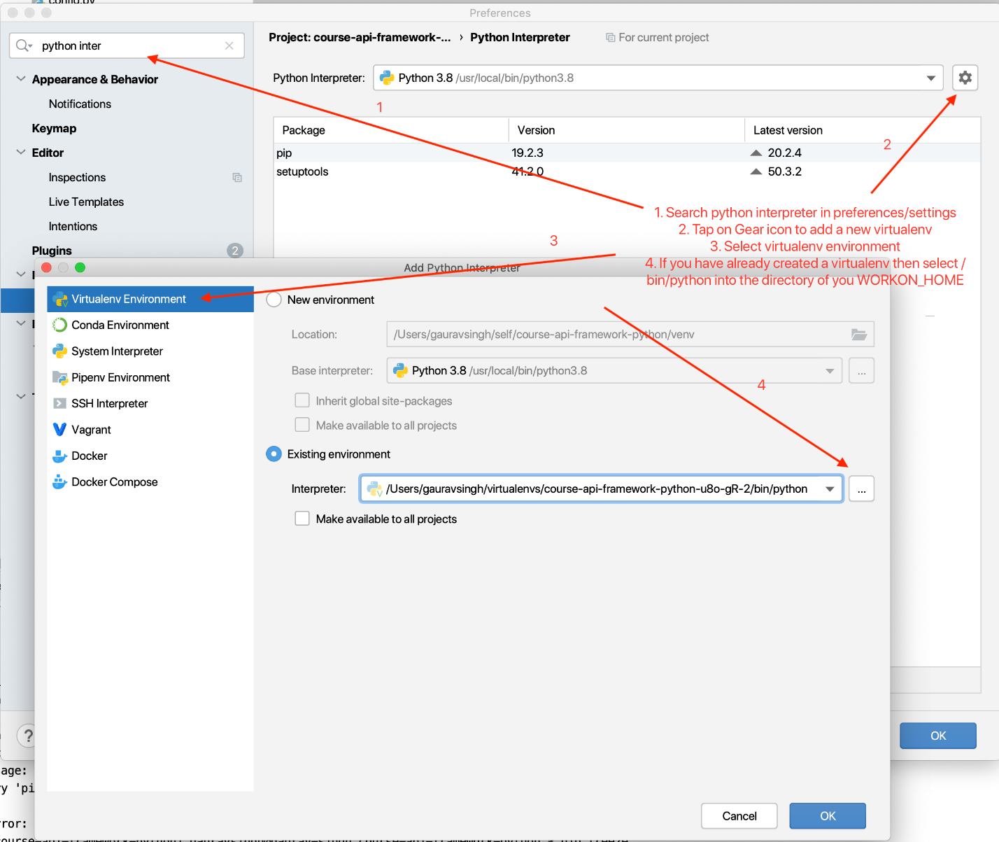 config.py
Preferences
python inter
Project: course-api-framework-... › Python Interpreter
For current project
Appearance & Behavior
Notifications
Keymap
Editor
Inspections
Live Templates
Intentions
Plugins
2
Python Interpreter:
Python 3.8 /usr/local/bin/python3.8
1
2
Package Version Latest version
pip 19.2.3 20.2.4
setuptools 41.2.0 50.3.2
1. Search python interpreter in preferences/settings
2. Tap on Gear icon to add a new virtualenv
3. Select virtualenv environment
4. If you have already created a virtualenv then select /
bin/python into the directory of you WORKON_HOME
3
Add Python Interpreter
Virtualenv Environment
Conda Environment
System Interpreter
Pipenv Environment
SSH Interpreter
Vagrant
Docker
Docker Compose
New environment
Location: /Users/gauravsingh/self/course-api-framework-python/venv
Base interpreter: Python 3.8 /usr/local/bin/python3.8 ...
4
Inherit global site-packages
Make available to all projects
Existing environment
Interpreter: /Users/gauravsingh/virtualenvs/course-api-framework-python-u8o-gR-2/bin/python ...
Make available to all projects
?
OK
age:
y 'pi
Cancel
OK
ror: